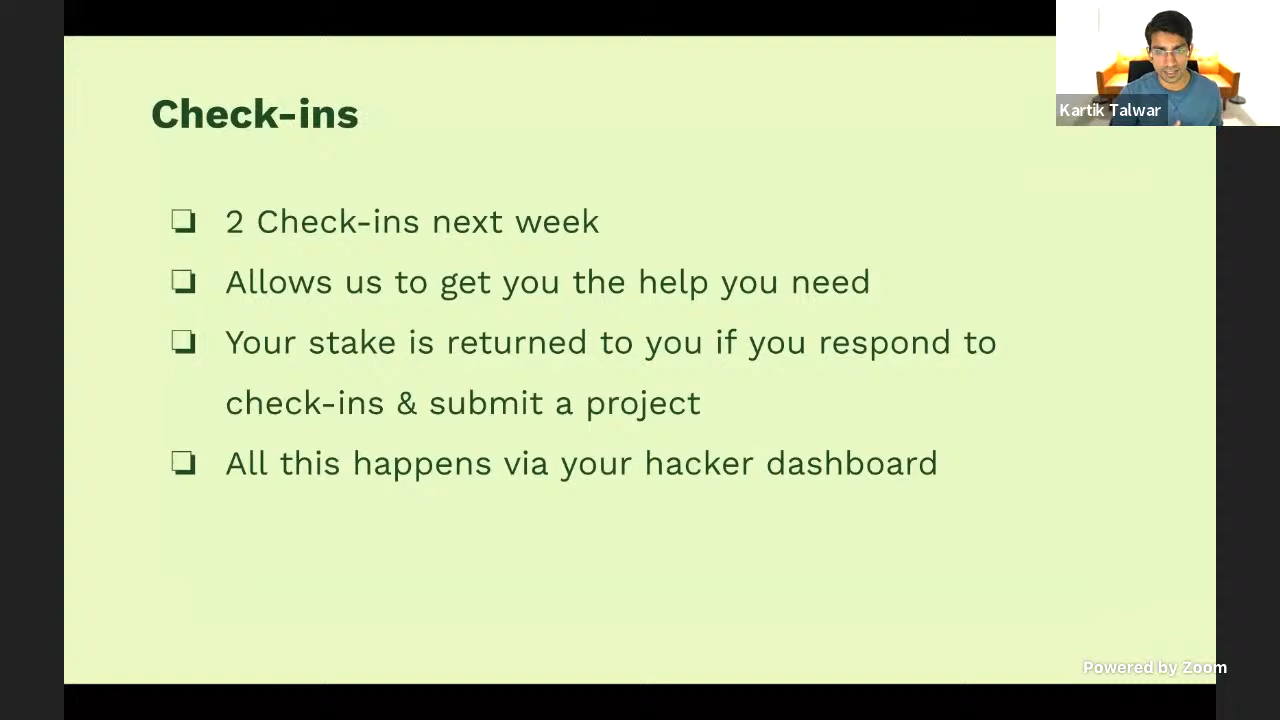 Check-ins
Kartik Talwar
❏ 2 Check-ins next week
❏ Allows us to get you the help you need
❏ Your stake is returned to you if you respond to
check-ins & submit a project
❏ All this happens via your hacker dashboard
Powered by Zoom